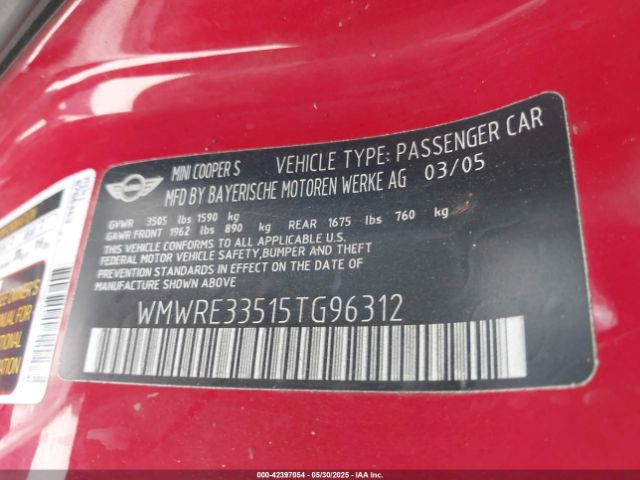 MINI COOPER S VEHICLE TYPE: PASSENGER CAR
MFD BY BAYERISCHE MOTOREN WERKE AG 03/05
GVWR 3505 lbs 1590 kg
GAWR FRONT 1962 lbs 890 kg REAR 1675 lbs 760 kg
THIS VEHICLE CONFORMS TO ALL APPLICABLE U.S.
FEDERAL MOTOR VEHICLE SAFETY,BUMPER AND THEFT
PREVENTION STANDARDS IN EFFECT ON THE DATE OF
MANUFACTURE SHOWN ABOVE
WMWRE33515TG96312
000-42397054 - 05/30/2025 - IAAI.COM - COPART